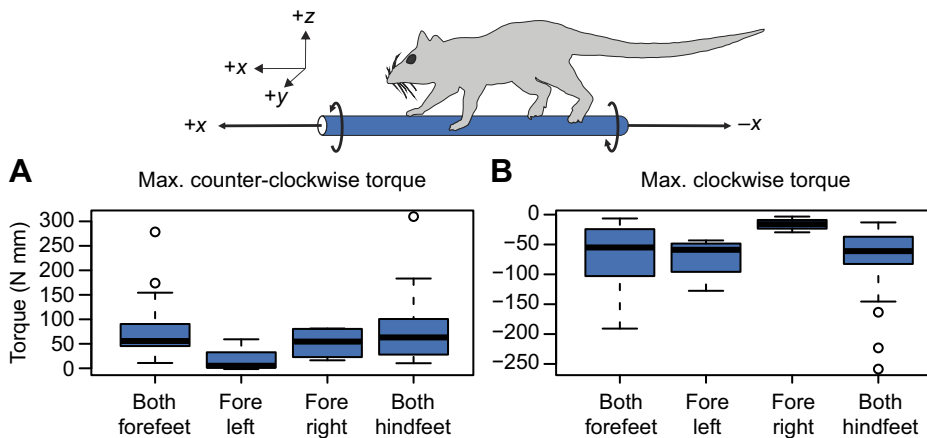 +z
+x
+y
+x
−x
A
Max. counter-clockwise torque
Torque (N mm)
300
250
200
150
100
50
0
Both forefeet
Fore left
Fore right
Both hindfeet
B
Max. clockwise torque
0
−50
−100
−150
−200
−250
Both forefeet
Fore left
Fore right
Both hindfeet